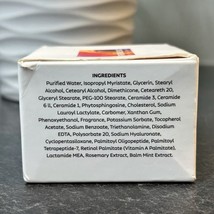 INGREDIENTS
Purified Water, Isopropyl Myristate, Glycerin, Stearyl
Alcohol, Cetearyl Alcohol, Dimethicone, Ceteareth 20,
Glyceryl Stearate, PEG-100 Stearate, Ceramide 3, Ceramide
6 II, Ceramide 1, Phytosphingosine, Cholesterol, Sodium
Lauroyl Lactylate, Carbomer, Xanthan Gum,
Phenoxyethanol, Fragrance, Potassium Sorbate, Tocopherol
Acetate, Sodium Benzoate, Triethanolamine, Disodium
EDTA, Polysorbate 20, Sodium Hyaluronate,
Cyclopentasiloxane, Palmitoyl Oligopeptide, Palmitoyl
Tetrapeptide-7, Retinol Palmitate (Vitamin A Palmitate),
Lactamide MEA, Rosemary Extract, Balm Mint Extract.